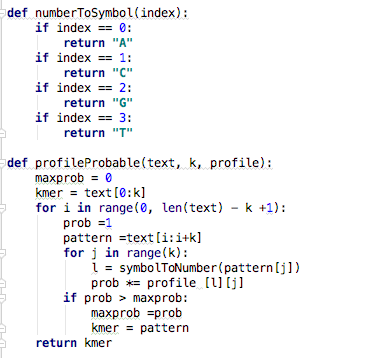 def numberToSymbol(index):
    if index == 0:
        return "A"
    if index == 1:
        return "C"
    if index == 2:
        return "G"
    if index == 3:
        return "T"

def profileProbable(text, k, profile):
    maxprob = 0
    kmer = text[0:k]
    for i in range(0, len(text) - k +1):
        prob =1
        pattern =text[i:i+k]
        for j in range(k):
            l = symbolToNumber(pattern[j])
            prob *= profile [l][j]
        if prob > maxprob:
            maxprob =prob
            kmer = pattern
    return kmer